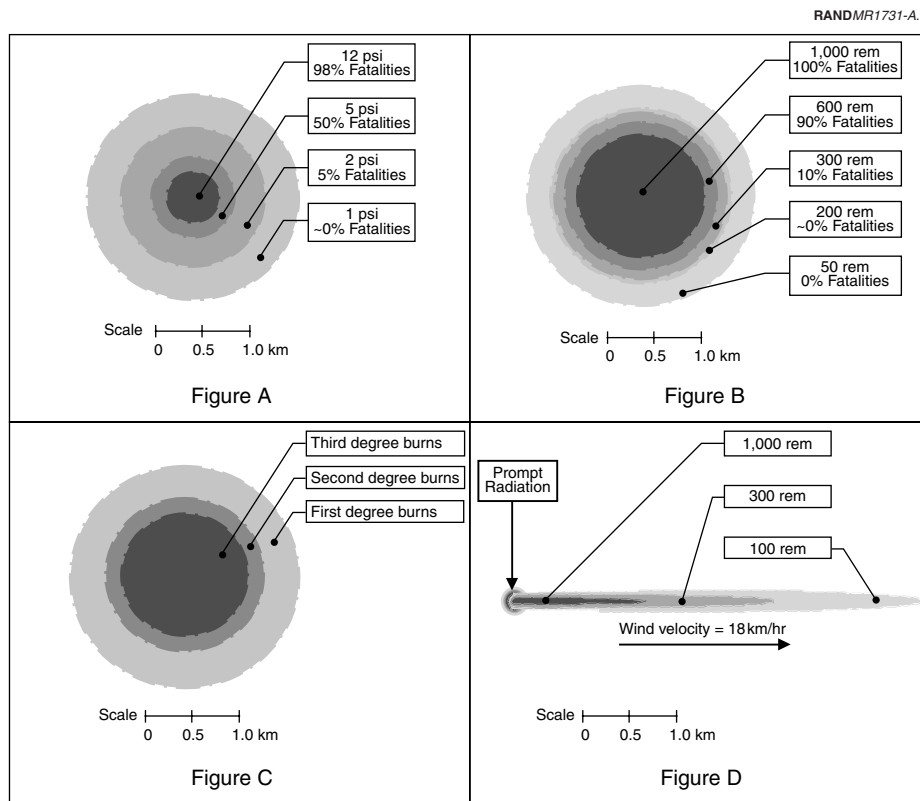 RANDMR1731-A.
12 psi
98% Fatalities
5 psi
50% Fatalities
2 psi
5% Fatalities
1 psi
~0% Fatalities
Scale
0 0.5 1.0 km
Figure A
1,000 rem
100% Fatalities
600 rem
90% Fatalities
300 rem
10% Fatalities
200 rem
~0% Fatalities
50 rem
0% Fatalities
Scale
0 0.5 1.0 km
Figure B
Third degree burns
Second degree burns
First degree burns
Scale
0 0.5 1.0 km
Figure C
Prompt
Radiation
1,000 rem
300 rem
100 rem
Wind velocity = 18 km/hr
Scale
0 0.5 1.0 km
Figure D